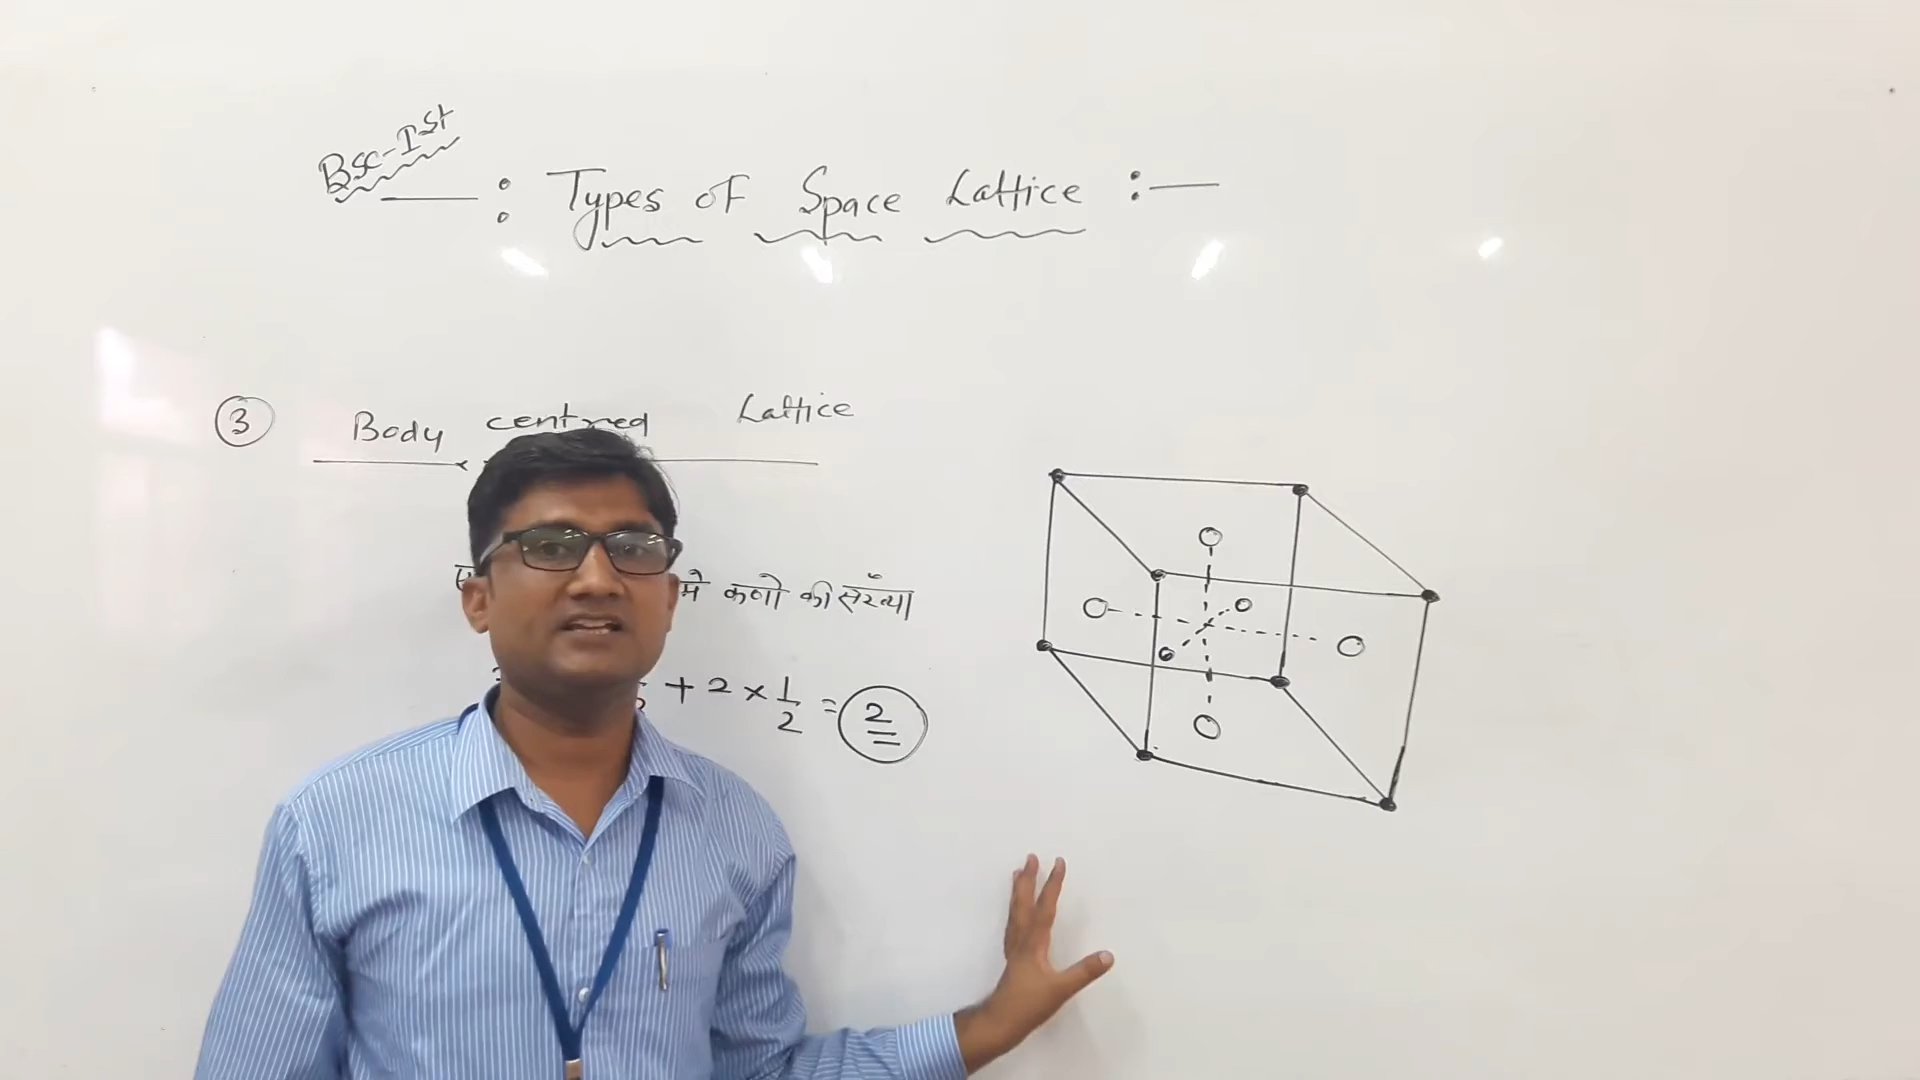 Bsc-Ist
: Types of Space Lattice :
3 Body centred Lattice
में कणो की संख्या
+ 2 × 1/2 = 2